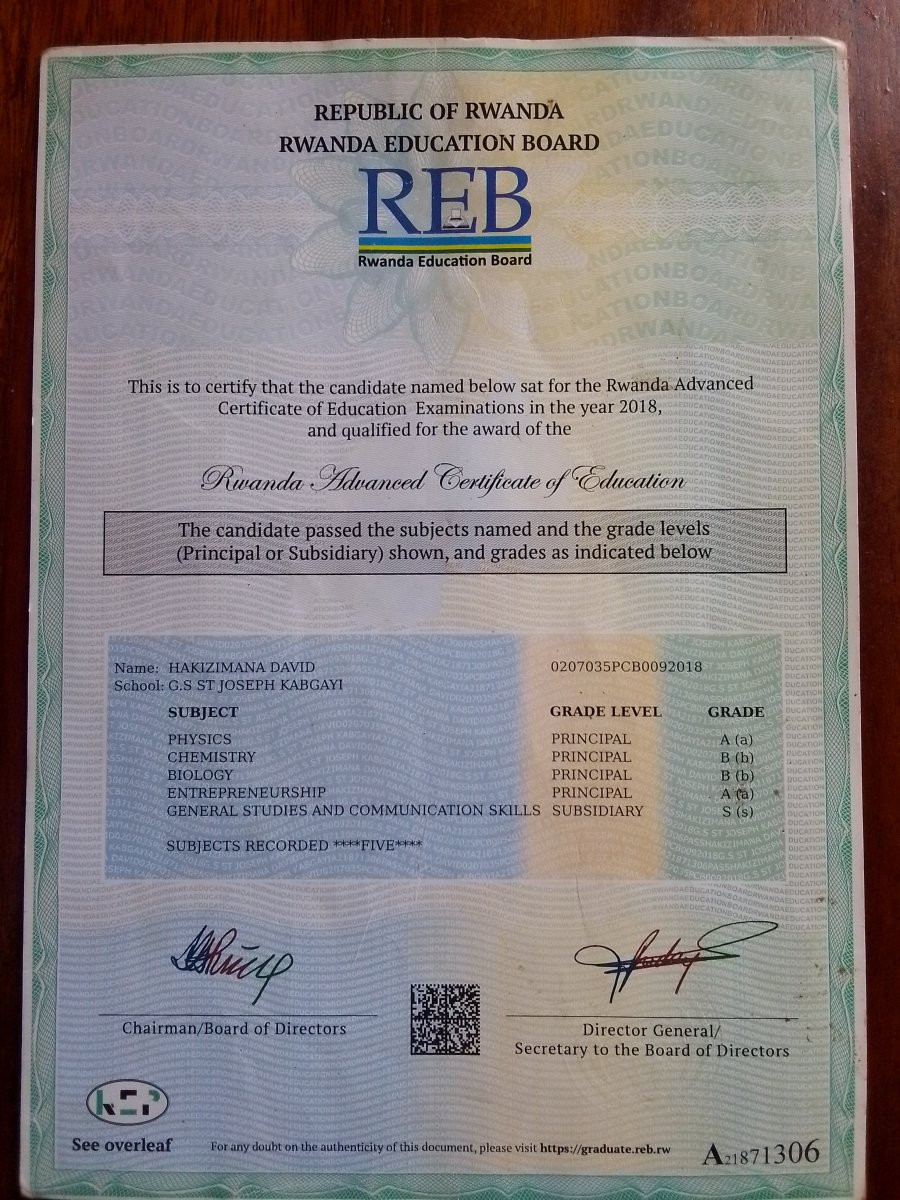 REPUBLIC OF RWANDA
RWANDA EDUCATION BOARD
REB
Rwanda Education Board
This is to certify that the candidate named below sat for the Rwanda Advanced
Certificate of Education Examinations in the year 2018,
and qualified for the award of the
Rwanda Advanced Certificate of Education
The candidate passed the subjects named and the grade levels
(Principal or Subsidiary) shown, and grades as indicated below
Name: HAKIZIMANA DAVID 0207035PCB0092018
School: G.S ST JOSEPH KABGAYI
SUBJECT GRADE LEVEL GRADE
PHYSICS PRINCIPAL A (a)
CHEMISTRY PRINCIPAL B (b)
BIOLOGY PRINCIPAL B (b)
ENTREPRENEURSHIP PRINCIPAL A (a)
GENERAL STUDIES AND COMMUNICATION SKILLS SUBSIDIARY S (s)
SUBJECTS RECORDED ****FIVE****
Chairman/Board of Directors
Director General/
Secretary to the Board of Directors
See overleaf
For any doubt on the authenticity of this document, please visit https://graduate.reb.rw
A21871306